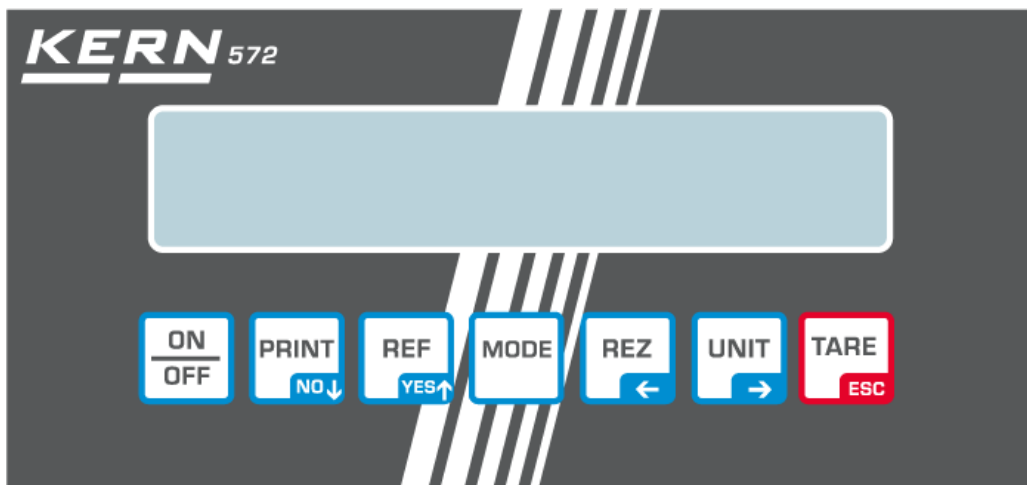 KERN 572
ON
OFF
PRINT
NO↓
REF
YES↑
MODE
REZ
←
UNIT
→
TARE
ESC